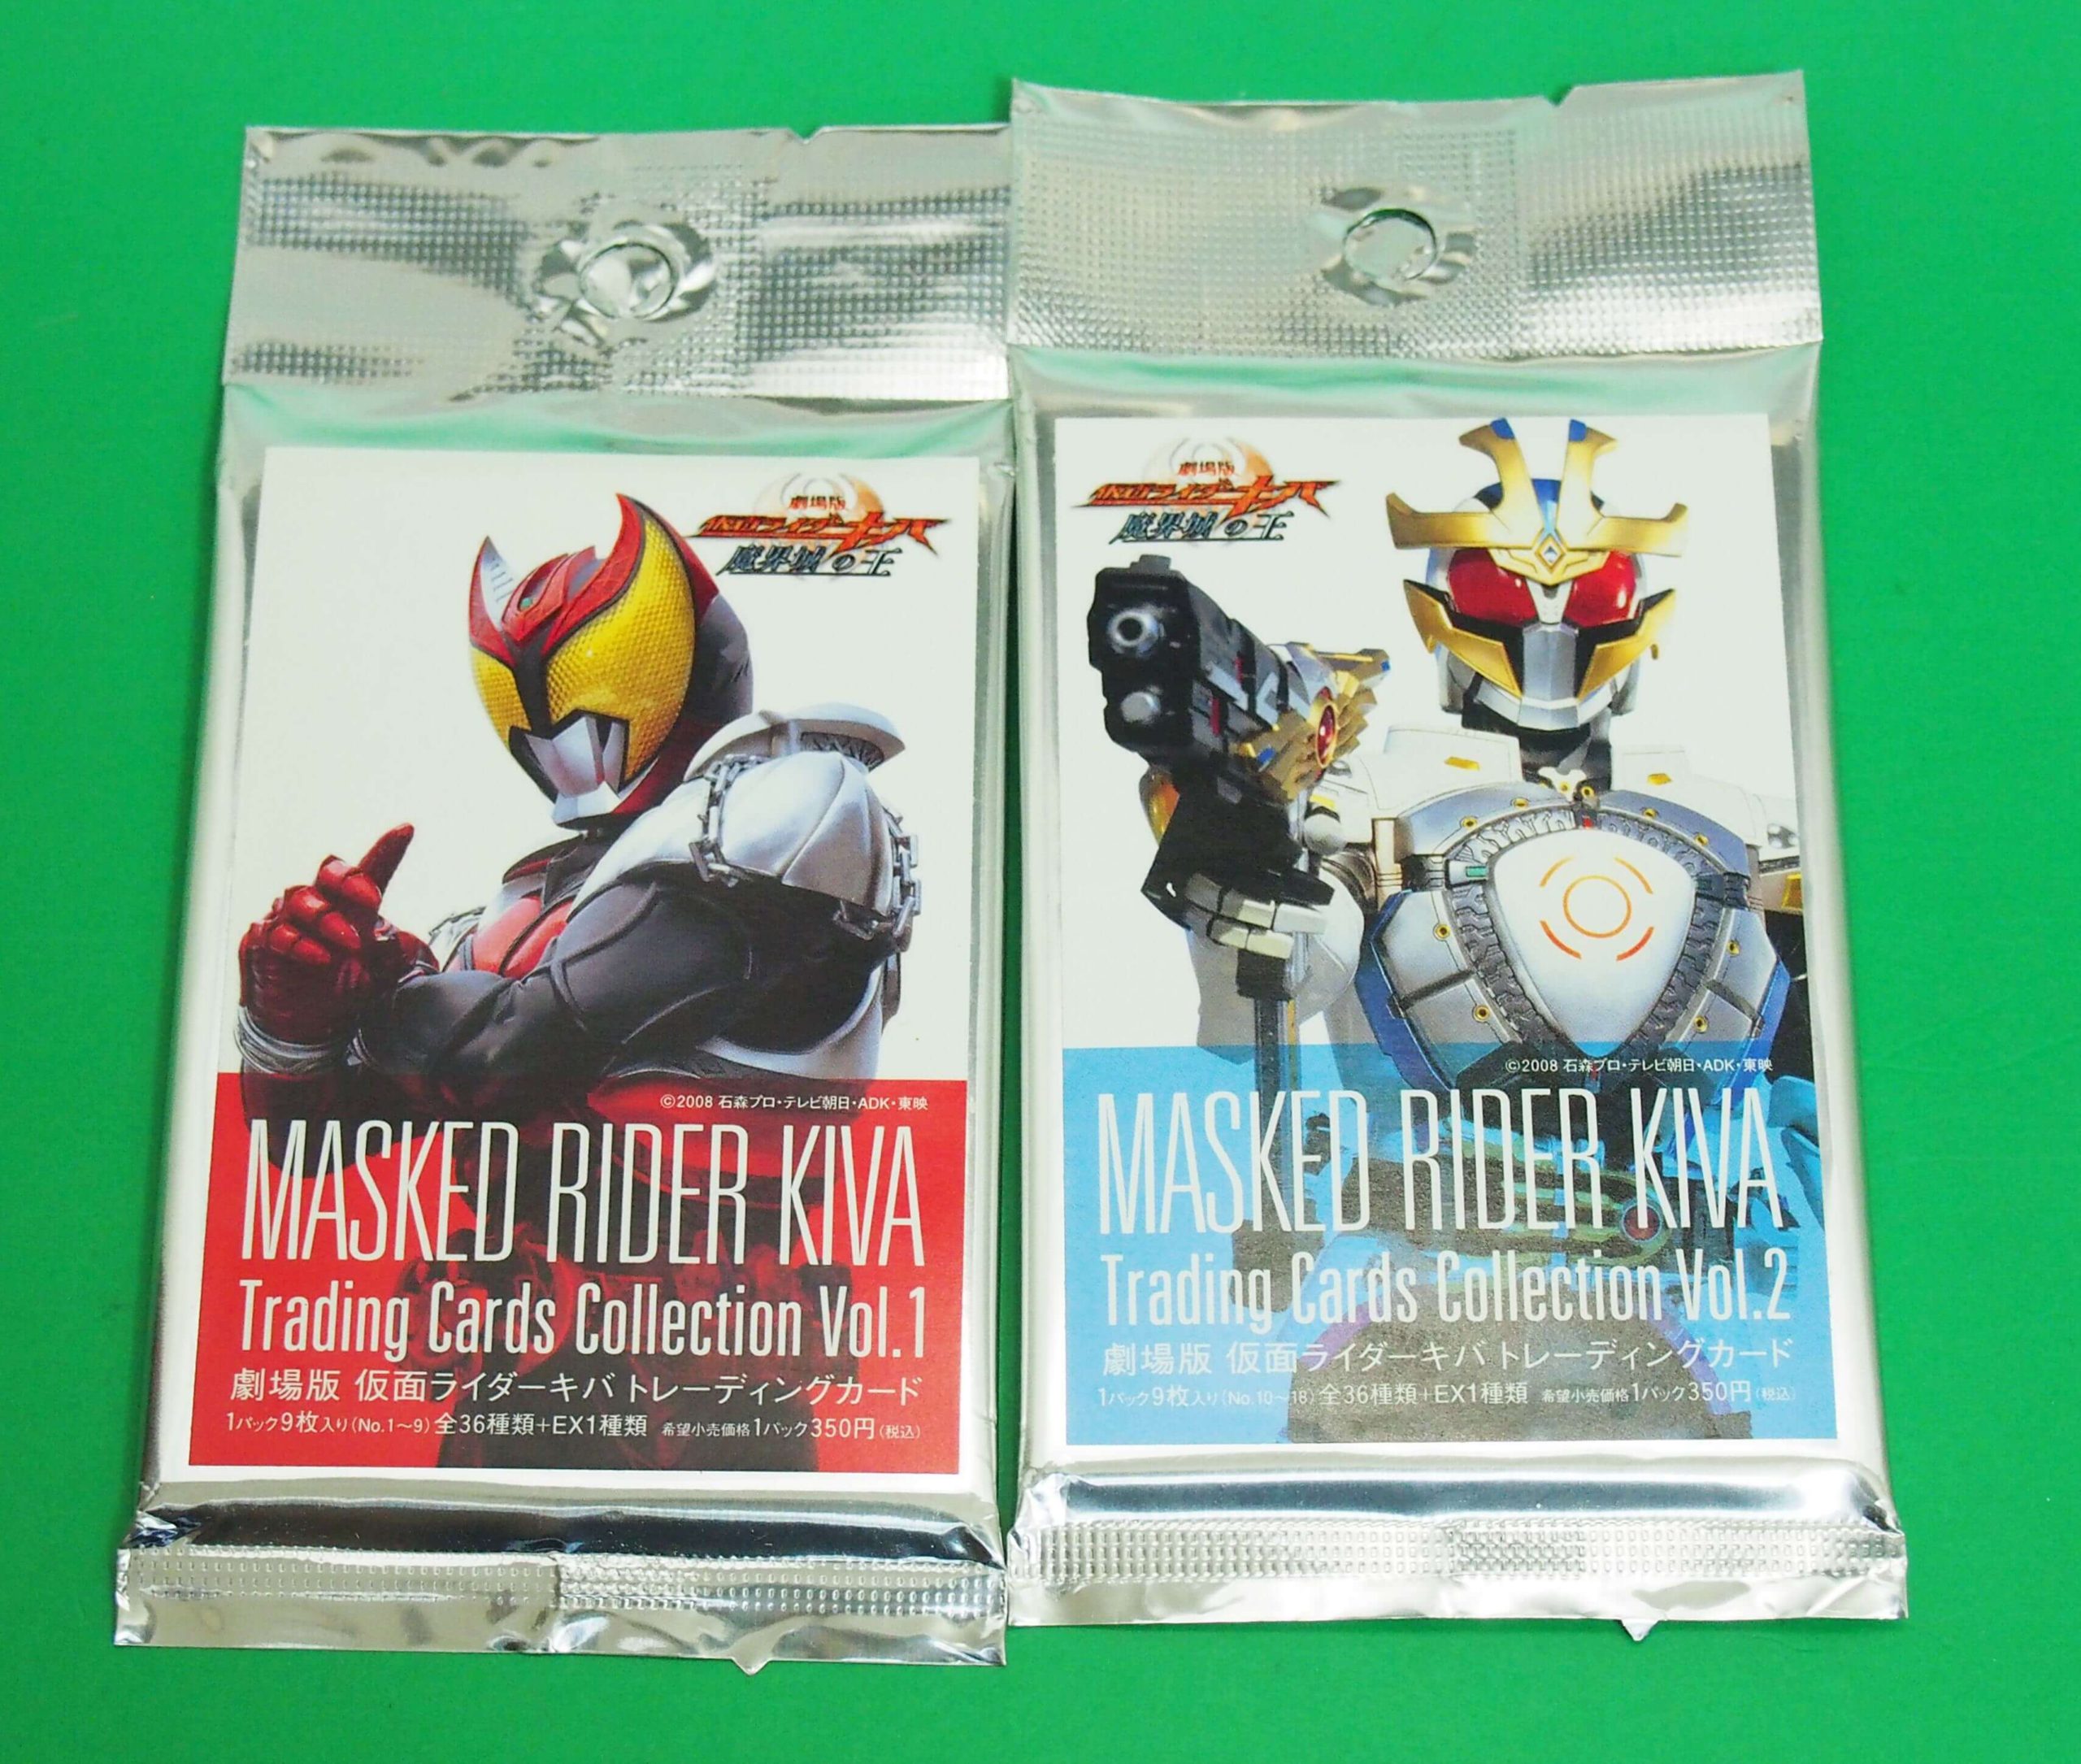 劇場版
仮面ライダーキバ
魔界城の王
©2008 石森プロ・テレビ朝日・ADK・東映
MASKED RIDER KIVA
Trading Cards Collection Vol.1
劇場版 仮面ライダーキバ トレーディングカード
1パック9枚入り(No.1～9) 全36種類+EX1種類 希望小売価格1パック350円(税込)
劇場版
仮面ライダーキバ
魔界城の王
©2008 石森プロ・テレビ朝日・ADK・東映
MASKED RIDER KIVA
Trading Cards Collection Vol.2
劇場版 仮面ライダーキバ トレーディングカード
1パック9枚入り(No.10～18) 全36種類+EX1種類 希望小売価格1パック350円(税込)